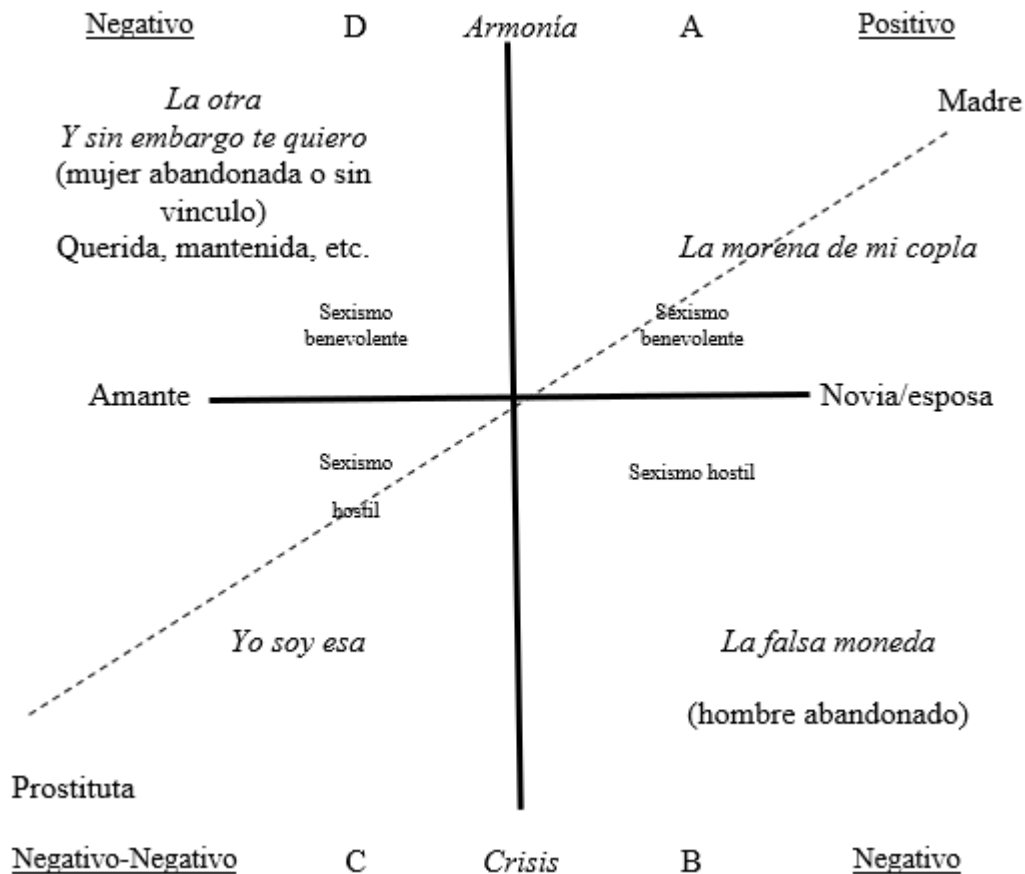 Negativo D Armonía A Positivo
La otra
Y sin embargo te quiero
(mujer abandonada o sin
vinculo)
Querida, mantenida, etc.
Madre
La morena de mi copla
Sexismo
benevolente
Sexismo
benevolente
Amante
Novia/esposa
Sexismo
hostil
Sexismo hostil
Yo soy esa
La falsa moneda
(hombre abandonado)
Prostituta
Negativo-Negativo C Crisis B Negativo